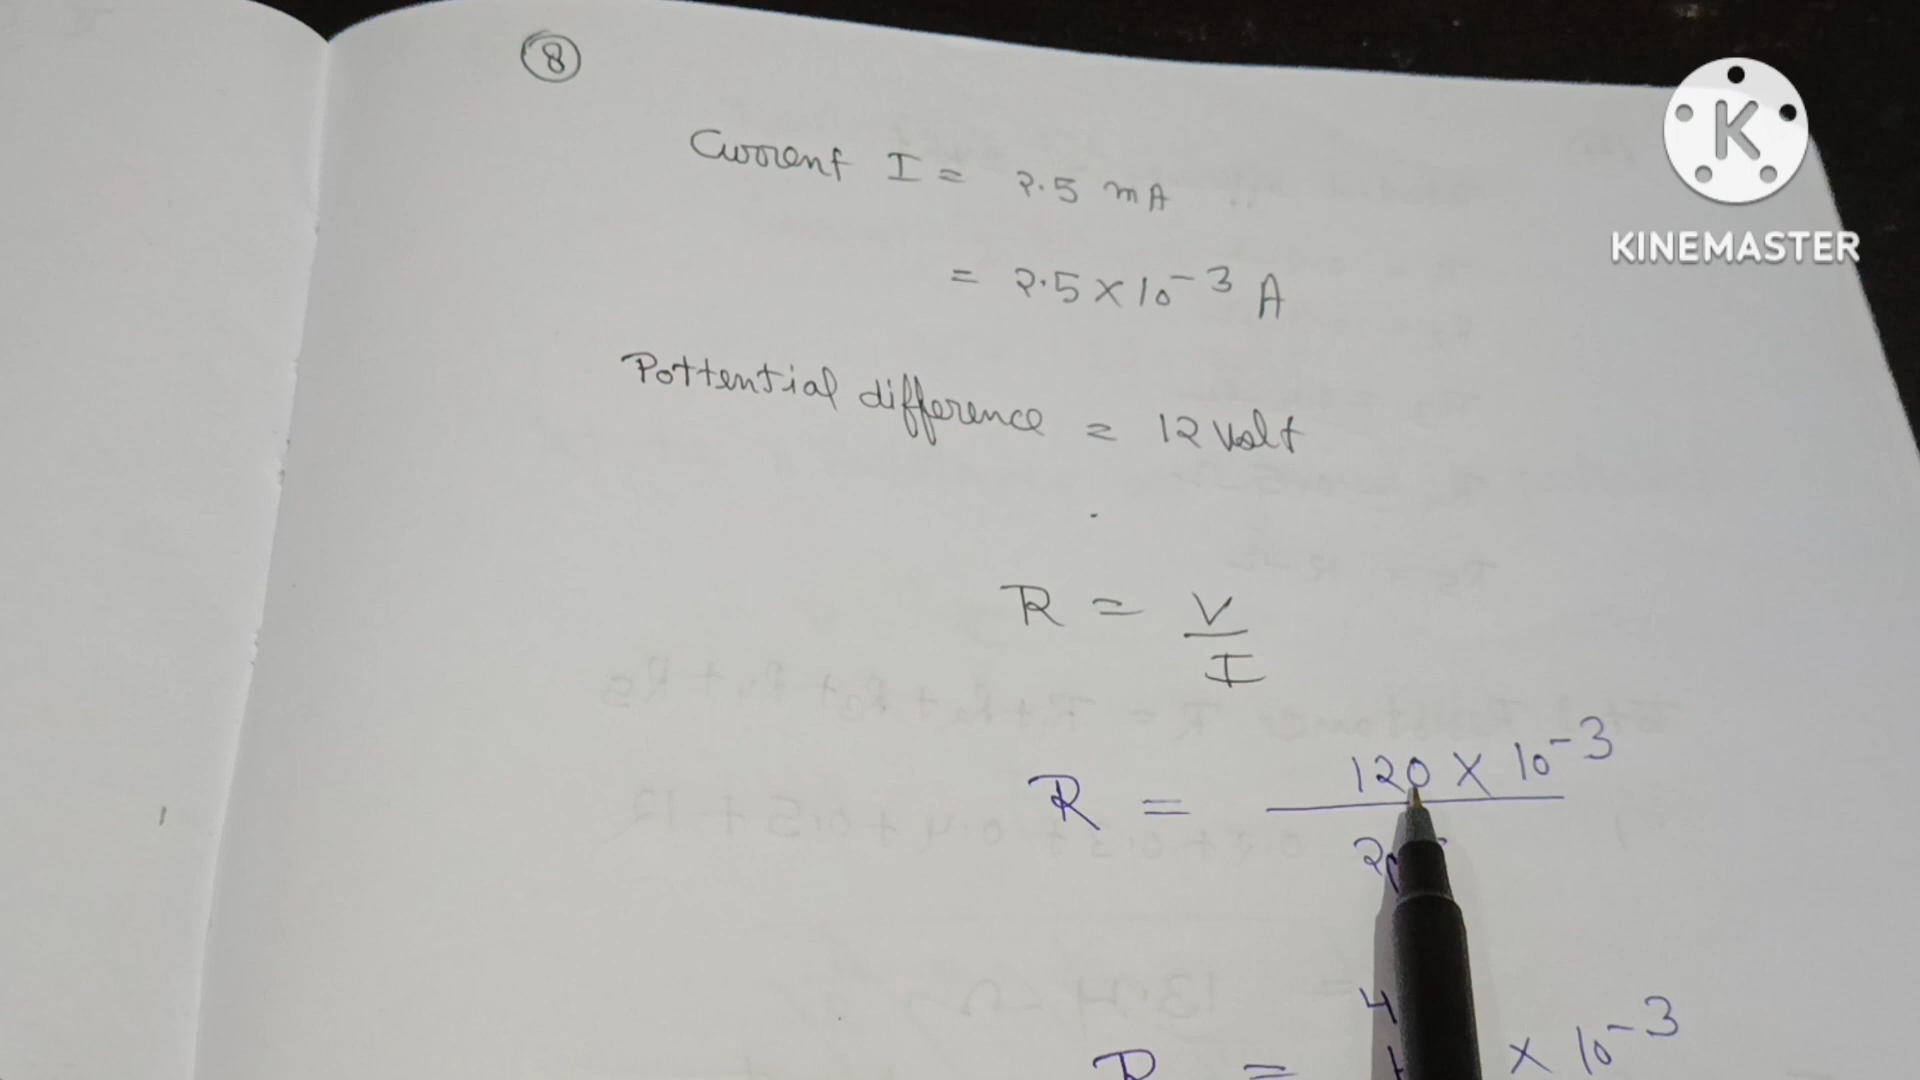 8
Current I = 2.5 mA
= 2.5 × 10⁻³ A
Pottential difference = 12 Volt
R = V
I
R = 120 × 10⁻³
4
R = × 10⁻³
K
KINEMASTER